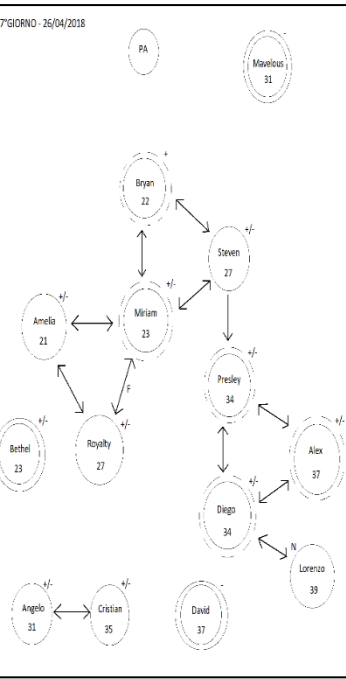 7°GIORNO - 26/04/2018
PA
-
Mavelous
31
+
Bryan
22
-
+/-
Steven
27
+/-
Miriam
23
+/-
Amelia
21
+/-
Presley
34
F
+/-
Bethel
23
+/-
Royalty
27
+/-
Alex
37
+/-
Diego
34
N
Lorenzo
39
+/-
Angelo
31
+/-
Cristian
35
-
David
37